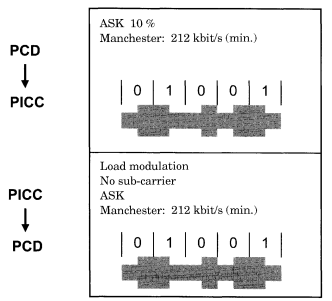 ASK 10 %
Manchester: 212 kbit/s (min.)
PCD
PICC
0 1 0 0 1
Load modulation
No sub-carrier
ASK
Manchester: 212 kbit/s (min.)
PICC
PCD
0 1 0 0 1